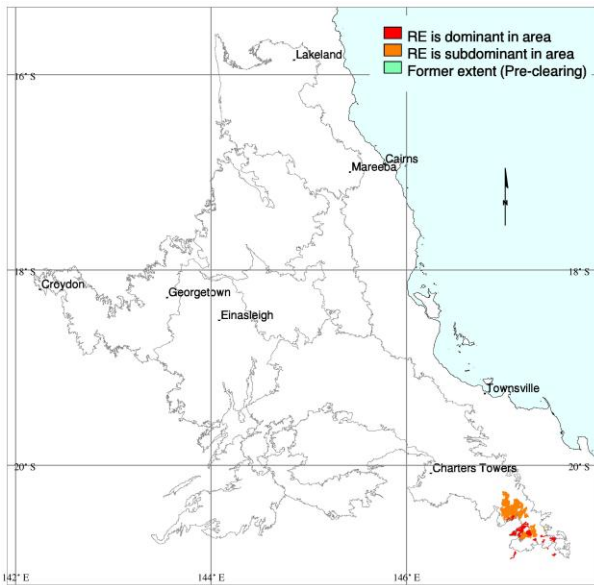 RE is dominant in area
RE is subdominant in area
Former extent (Pre-clearing)
Lakeland
16° S
Cairns
Mareeba
N
18° S
18° S
Croydon
Georgetown
Einasleigh
Townsville
20° S
20° S
Charters Towers
142° E
144° E
146° E